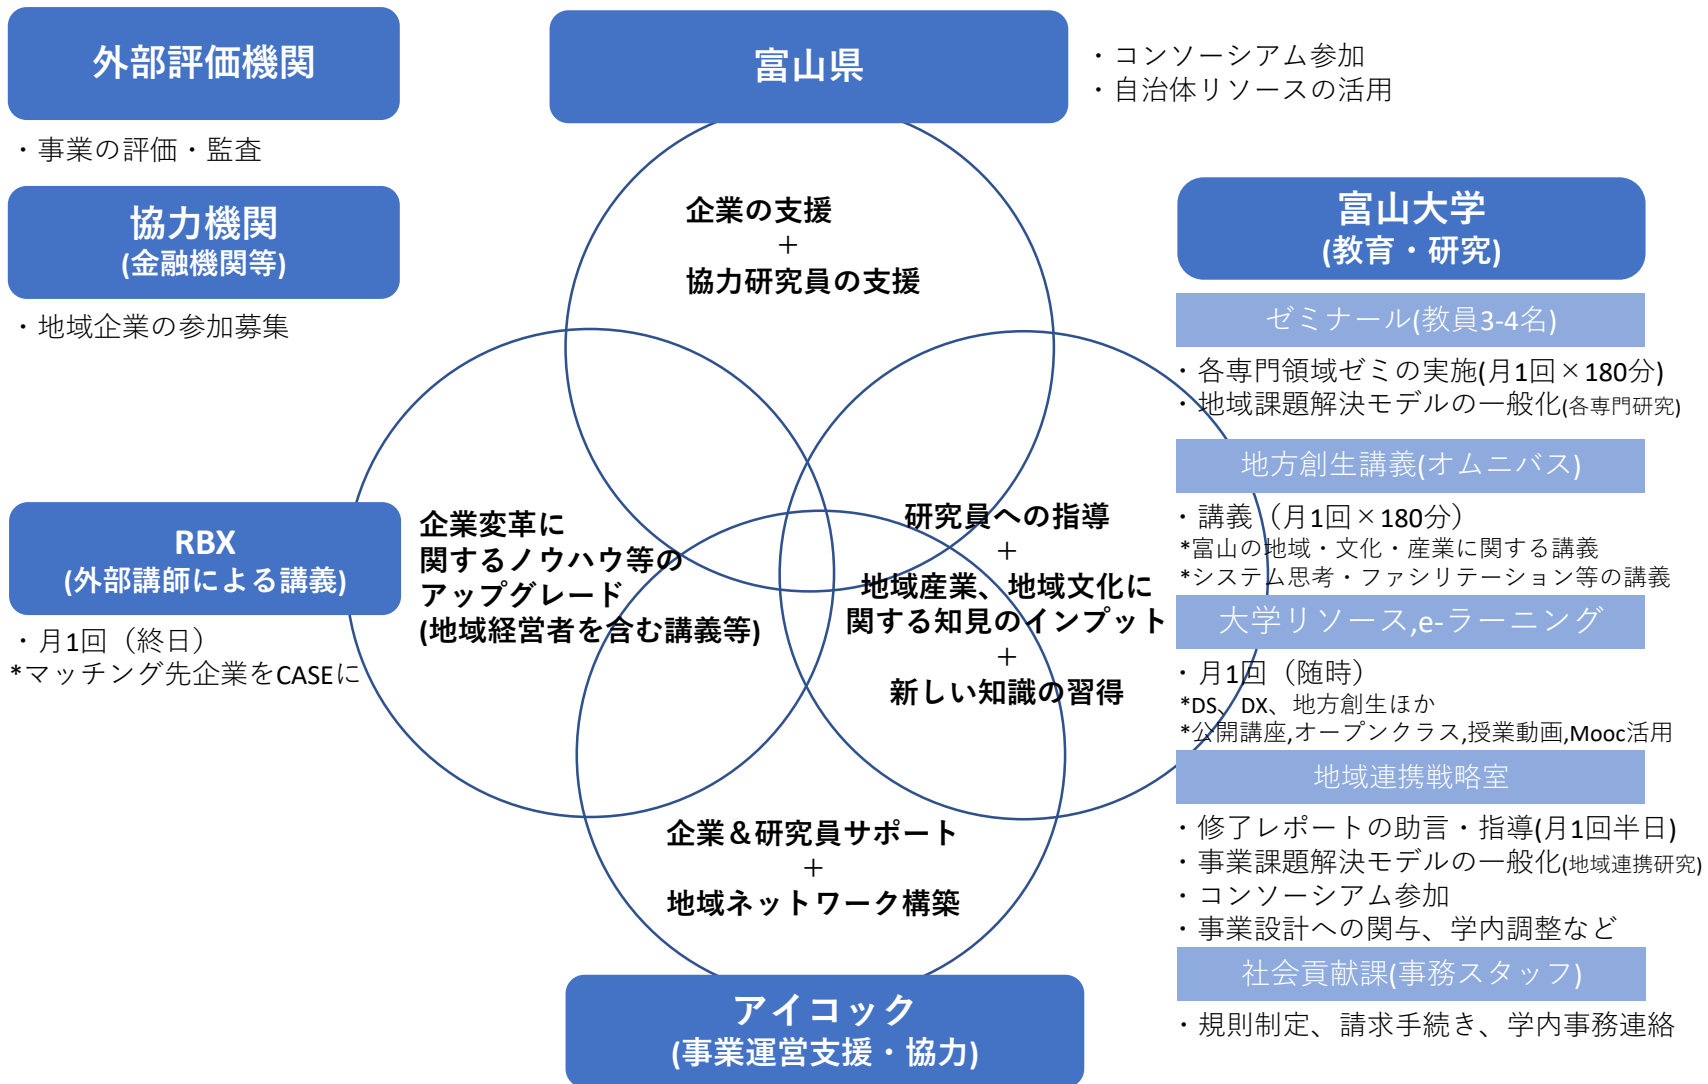 外部評価機関
・事業の評価・監査
協力機関
(金融機関等)
・地域企業の参加募集
富山県
・コンソーシアム参加
・自治体リソースの活用
企業の支援
+
協力研究員の支援
RBX
(外部講師による講義)
・月1回（終日）
*マッチング先企業をCASEに
企業変革に
関するノウハウ等の
アップグレード
(地域経営者を含む講義等)
研究員への指導
+
地域産業、地域文化に
関する知見のインプット
+
新しい知識の習得
企業＆研究員サポート
+
地域ネットワーク構築
アイコック
(事業運営支援・協力)
富山大学
(教育・研究)
ゼミナール(教員3-4名)
・各専門領域ゼミの実施(月1回×180分)
・地域課題解決モデルの一般化(各専門研究)
地方創生講義(オムニバス)
・講義（月1回×180分）
*富山の地域・文化・産業に関する講義
*システム思考・ファシリテーション等の講義
大学リソース,e-ラーニング
・月1回（随時）
*DS、DX、地方創生ほか
*公開講座,オープンクラス,授業動画,Mooc活用
地域連携戦略室
・修了レポートの助言・指導(月1回半日)
・事業課題解決モデルの一般化(地域連携研究)
・コンソーシアム参加
・事業設計への関与、学内調整など
社会貢献課(事務スタッフ)
・規則制定、請求手続き、学内事務連絡